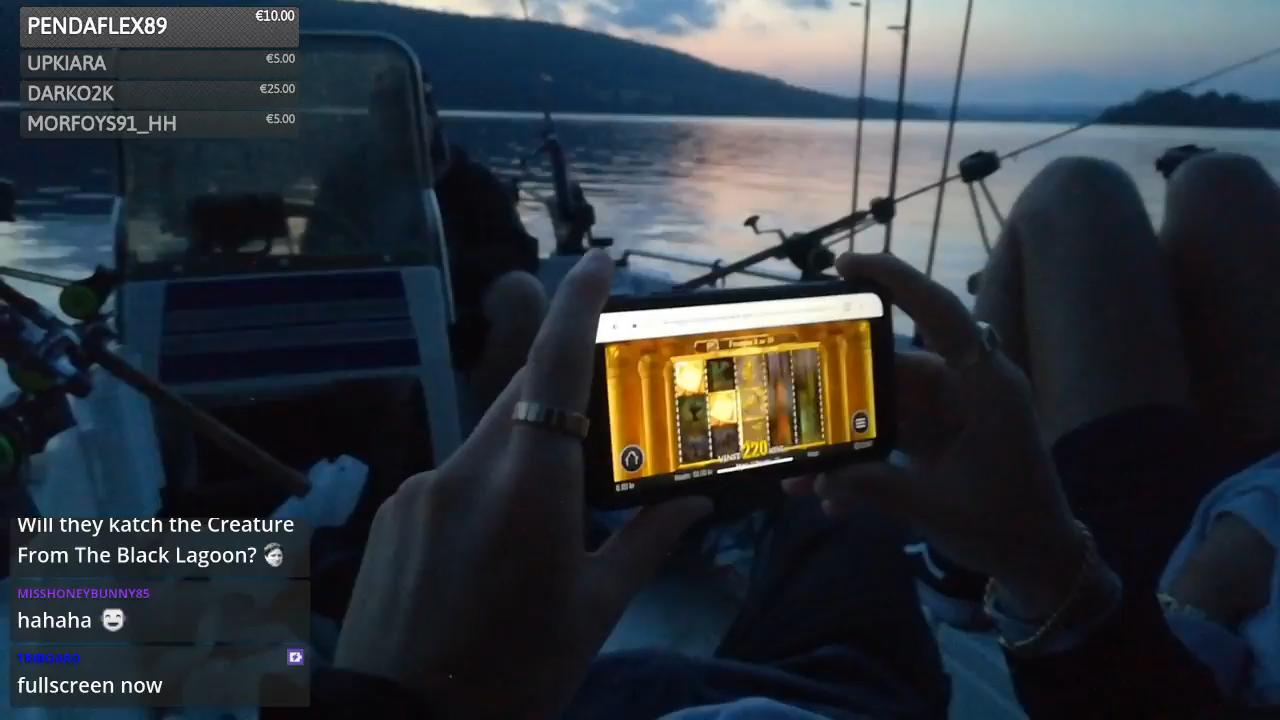 PENDAFLEX89 €10.00
UPKIARA €5.00
DARKO2K €25.00
MORFOYS91_HH €5.00
VINST 220
Will they katch the Creature
From The Black Lagoon?
MISSHONEYBUNNY85
hahaha
fullscreen now